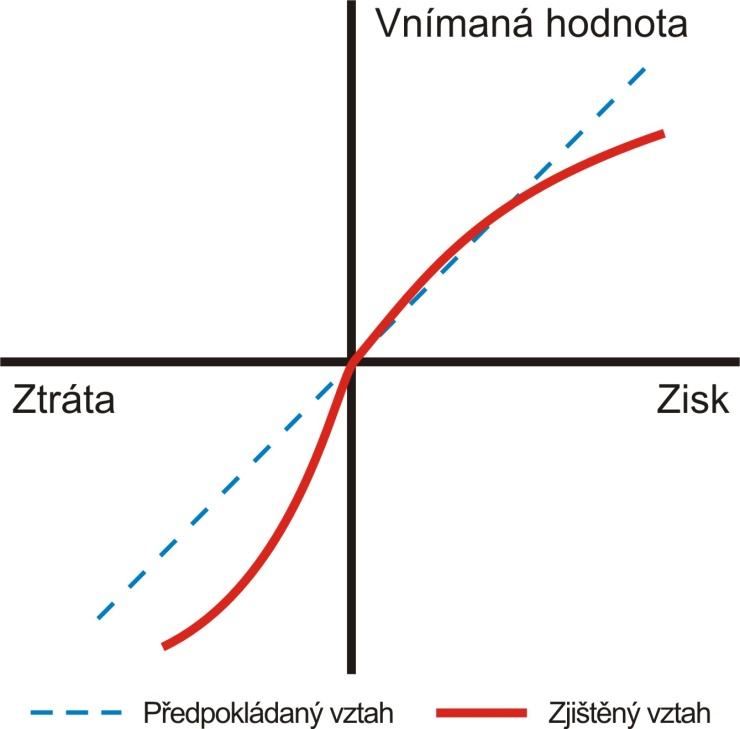 Vnímaná hodnota
Ztráta
Zisk
Předpokládaný vztah
Zjištěný vztah